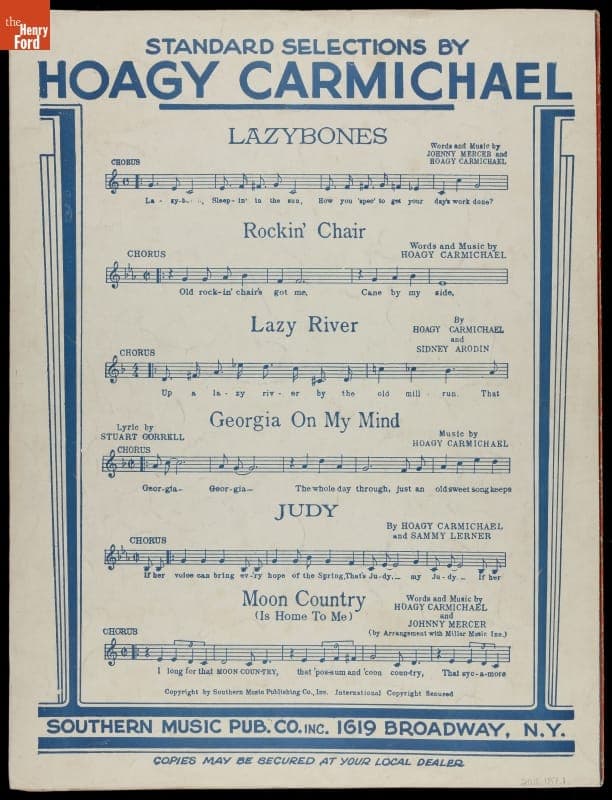 the
Henry
Ford
STANDARD SELECTIONS BY
HOAGY CARMICHAEL
LAZYBONES
Words and Music by
JOHNNY MERCER and
HOAGY CARMICHAEL
CHORUS
La - zy-b , Sleep-in' in the sun, How you 'spec' to get your day's work done?
Rockin' Chair
Words and Music by
HOAGY CARMICHAEL
CHORUS
Old rock-in' chair's got me, Cane by my side,
Lazy River
By
HOAGY CARMICHAEL
and
SIDNEY ARODIN
CHORUS
Up a la - zy riv - er by the old mill run. That
Georgia On My Mind
Lyric by
STUART GORRELL
Music by
HOAGY CARMICHAEL
CHORUS
Geor-gia— Geor-gia— The whole day through, just an old sweet song keeps
JUDY
By HOAGY CARMICHAEL
and SAMMY LERNER
CHORUS
If her voice can bring ev-'ry hope of the Spring, That's Ju-dy— my Ju-dy— If her
Moon Country
(Is Home To Me)
Words and Music by
HOAGY CARMICHAEL
and
JOHNNY MERCER
(by Arrangement with Miller Music Inc.)
CHORUS
I long for that MOON COUN-TRY, that 'pos-sum and 'coon coun-try, That syc-a-more
Copyright by Southern Music Publishing Co., Inc. International Copyright Secured
SOUTHERN MUSIC PUB. CO. INC. 1619 BROADWAY, N.Y.
COPIES MAY BE SECURED AT YOUR LOCAL DEALER